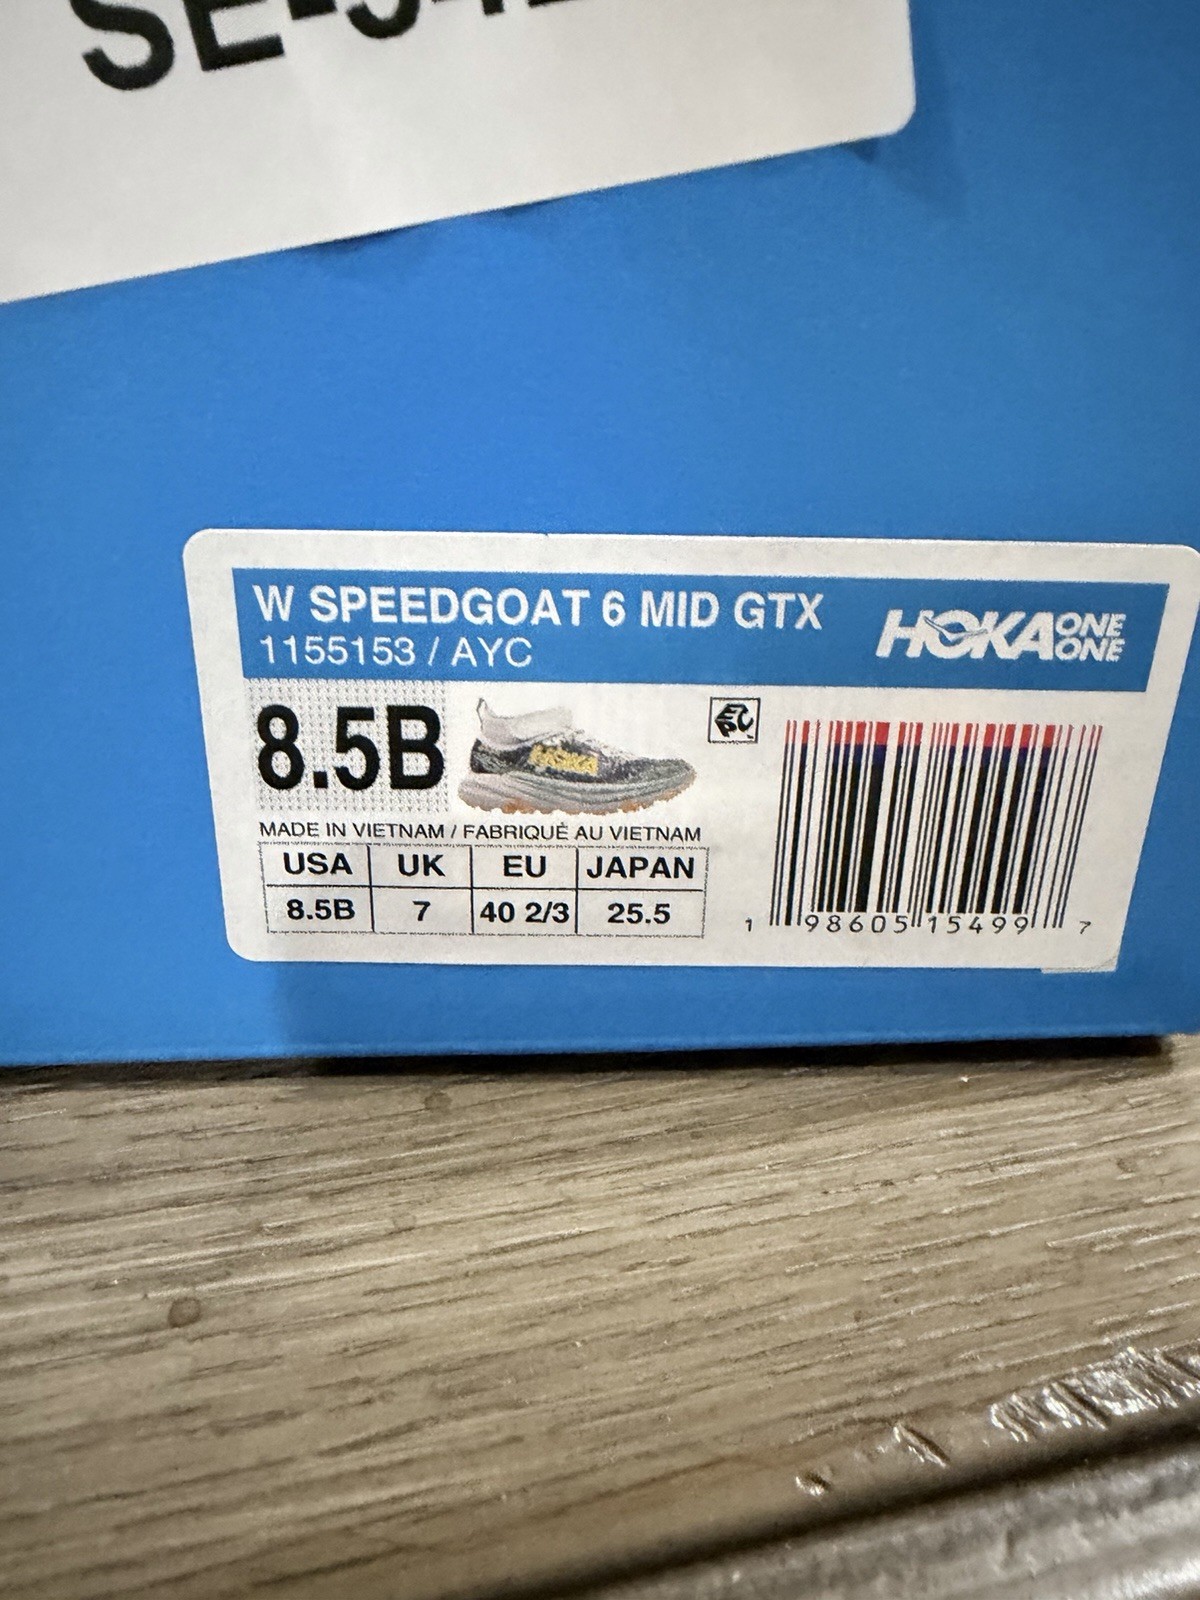 W SPEEDGOAT 6 MID GTX
1155153 / AYC
HOKA ONE ONE
8.5B
HOKA
MADE IN VIETNAM / FABRIQUÉ AU VIETNAM
USA UK EU JAPAN
8.5B 7 40 2/3 25.5
1 98605 15499 7